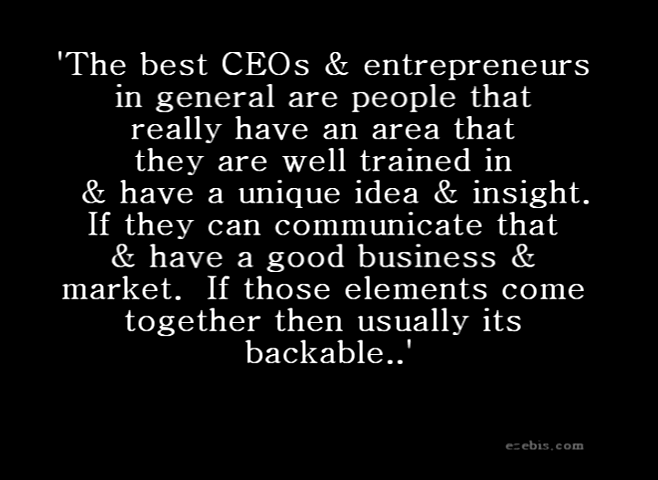 'The best CEOs & entrepreneurs
in general are people that
really have an area that
they are well trained in
& have a unique idea & insight.
If they can communicate that
& have a good business &
market.  If those elements come
together then usually its
backable..'
ezebis.com